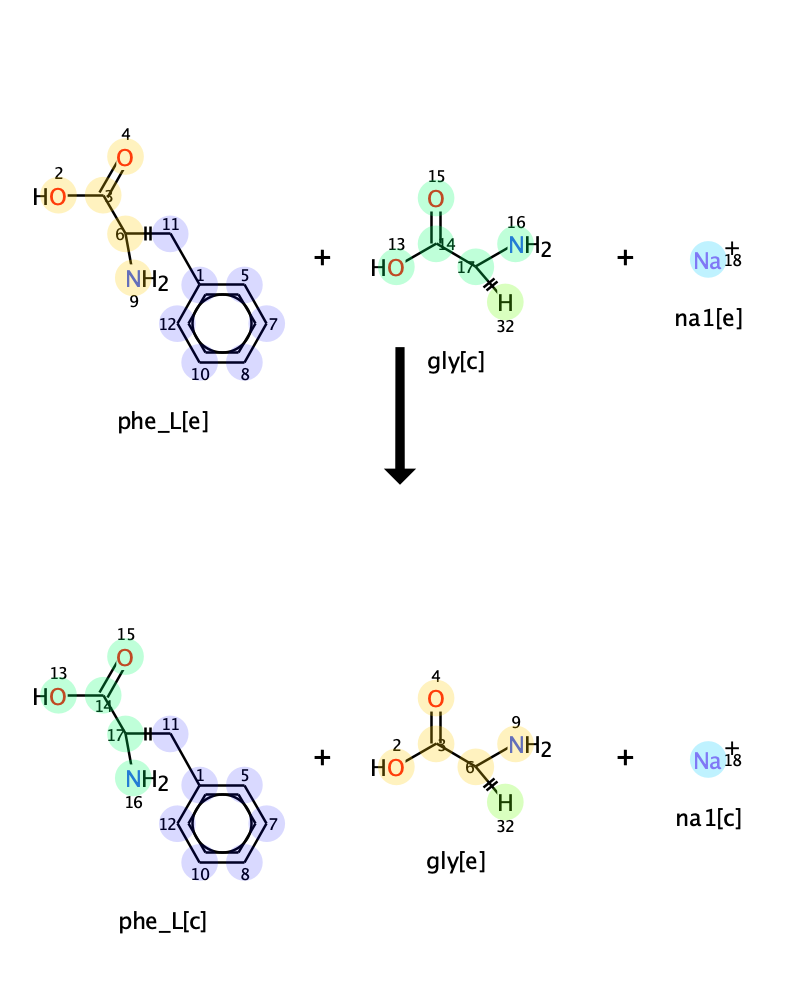 4
2
HO O 3
6 11
NH2
9
1 5
12 7
10 8
phe_L[e]
+
15
O
13 14 16
HO NH2
17
H
32
gly[c]
+
Na+
18
na1[e]
15
O
13
HO 14
17 11
NH2
16
1 5
12 7
10 8
phe_L[c]
+
4
O
2 3 9
HO NH2
6
H
32
gly[e]
+
Na+
18
na1[c]